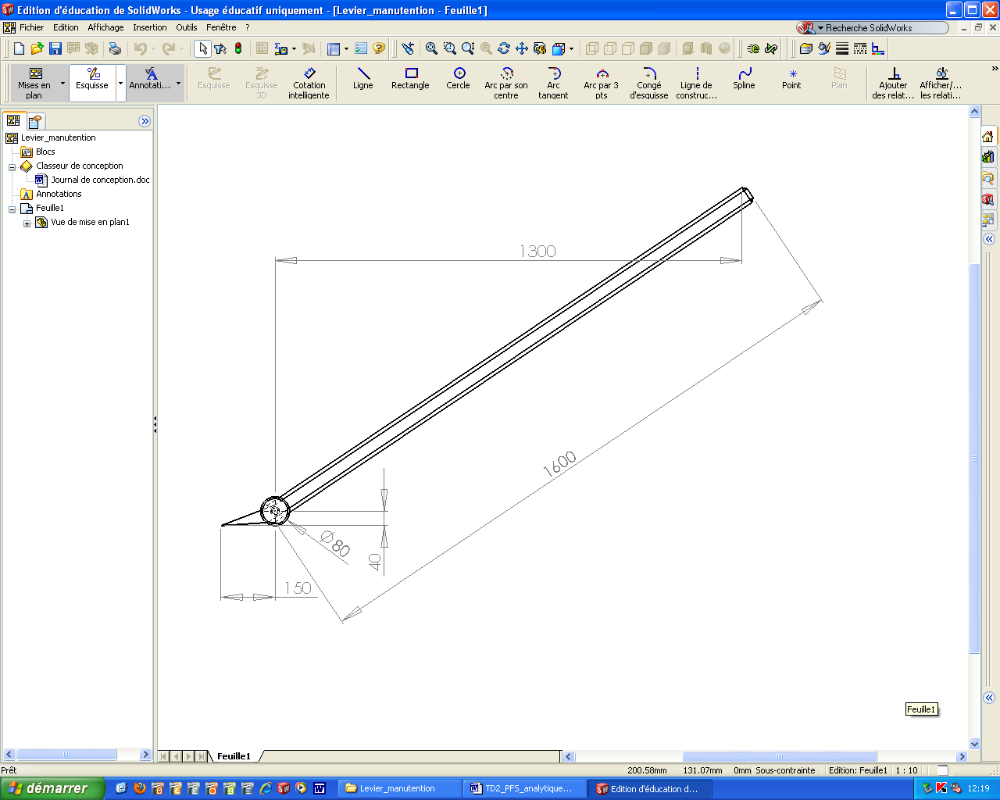 Edition d'éducation de SolidWorks - Usage éducatif uniquement - [Levier_manutention - Feuille1]
Fichier Edition Affichage Insertion Outils Fenêtre ? Recherche SolidWorks
Mises en plan
Esquisse
Annotati...
Esquisse
Esquisse 3D
Cotation intelligente
Ligne
Rectangle
Cercle
Arc par son centre
Arc tangent
Arc par 3 pts
Congé d'esquisse
Ligne de construc...
Spline
Point
Plan
Ajouter des relat...
Afficher/... les relati...
Levier_manutention
Blocs
Classeur de conception
Journal de conception.doc
Annotations
Feuille1
Vue de mise en plan1
1300
1600
Ø 80
40
150
Feuille1
Feuille1
Prêt 200.58mm 131.07mm 0mm Sous-contrainte Edition: Feuille1 1 : 10
démarrer Levier_manutention TD2_PFS_analytique... Edition d'éducation d... 12:19